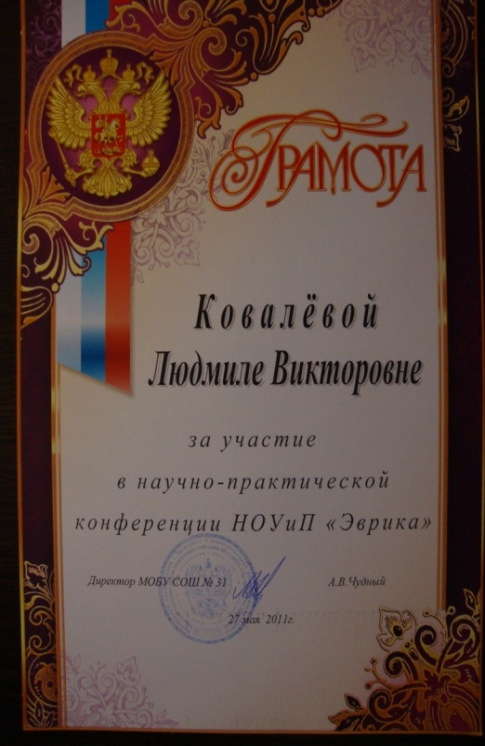 Грамота
Ковалёвой
Людмиле Викторовне
за участие
в научно-практической
конференции НОУиП «Эврика»
Директор МОБУ СОШ № 31 А.В.Чудный
27 мая 2011г.